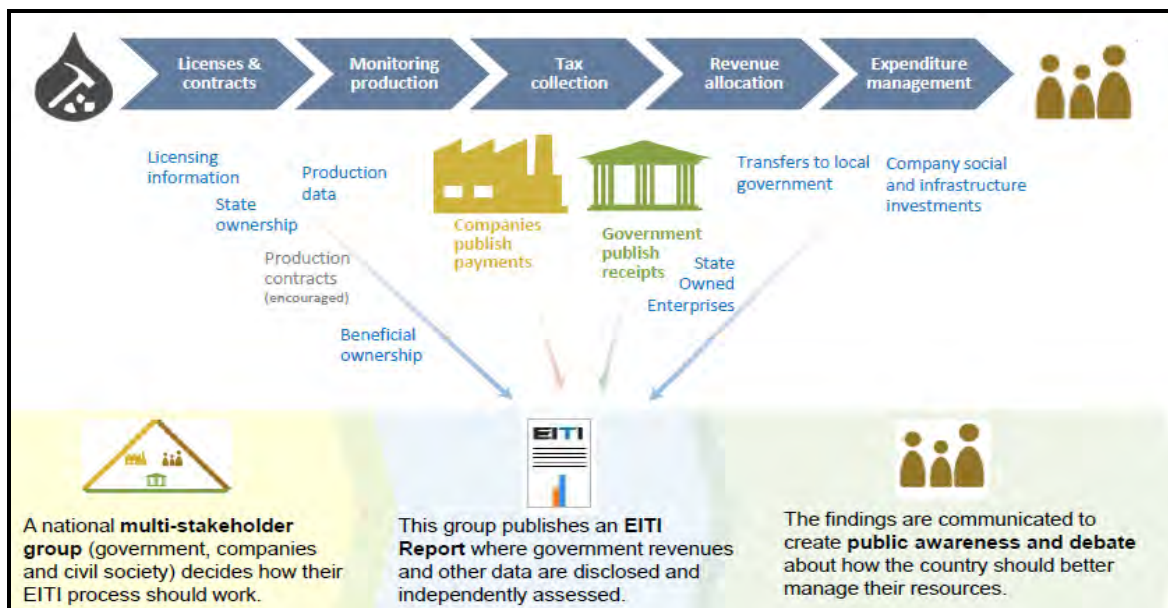 Licenses &
contracts
Monitoring
production
Tax
collection
Revenue
allocation
Expenditure
management
Licensing
information
State
ownership
Production
data
Production
contracts
(encouraged)
Beneficial
ownership
Companies
publish
payments
Government
publish
receipts
State
Owned
Enterprises
Transfers to local
government
Company social
and infrastructure
investments
EITI
A national multi-stakeholder
group (government, companies
and civil society) decides how their
EITI process should work.
This group publishes an EITI
Report where government revenues
and other data are disclosed and
independently assessed.
The findings are communicated to
create public awareness and debate
about how the country should better
manage their resources.